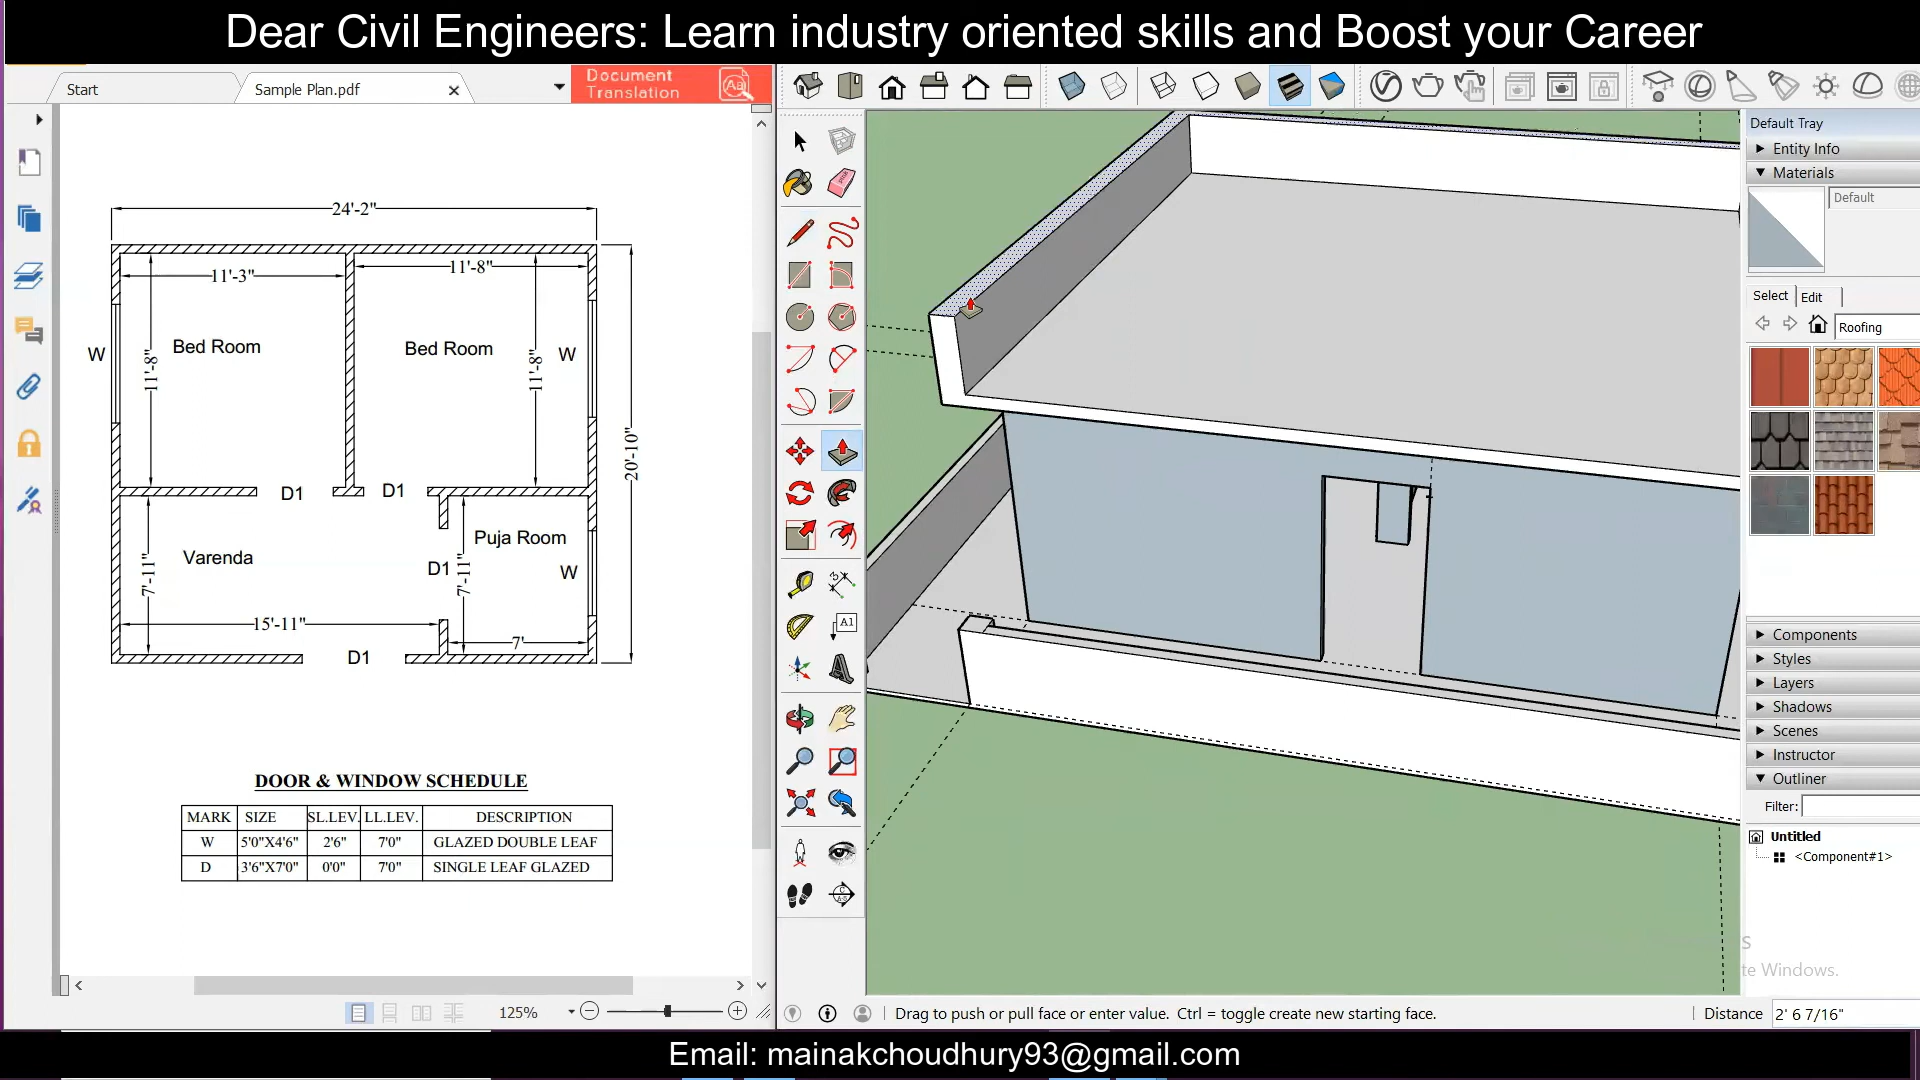 Dear Civil Engineers: Learn industry oriented skills and Boost your Career
Start
Sample Plan.pdf
Document
Translation
24'-2"
11'-3"
11'-8"
Bed Room
Bed Room
W
W
11'-8"
11'-8"
20'-10"
D1
D1
Varenda
Puja Room
D1
W
7'-11"
7'-11"
15'-11"
7'
D1
DOOR & WINDOW SCHEDULE
MARK SIZE SL.LEV. LL.LEV. DESCRIPTION
W 5'0"X4'6" 2'6" 7'0" GLAZED DOUBLE LEAF
D 3'6"X7'0" 0'0" 7'0" SINGLE LEAF GLAZED
125%
A1
Default Tray
Entity Info
Materials
Default
Select
Edit
Roofing
Components
Styles
Layers
Shadows
Scenes
Instructor
Outliner
Filter:
Untitled
<Component#1>
te Windows.
Drag to push or pull face or enter value. Ctrl = toggle create new starting face.
Distance 2' 6 7/16"
Email: mainakchoudhury93@gmail.com